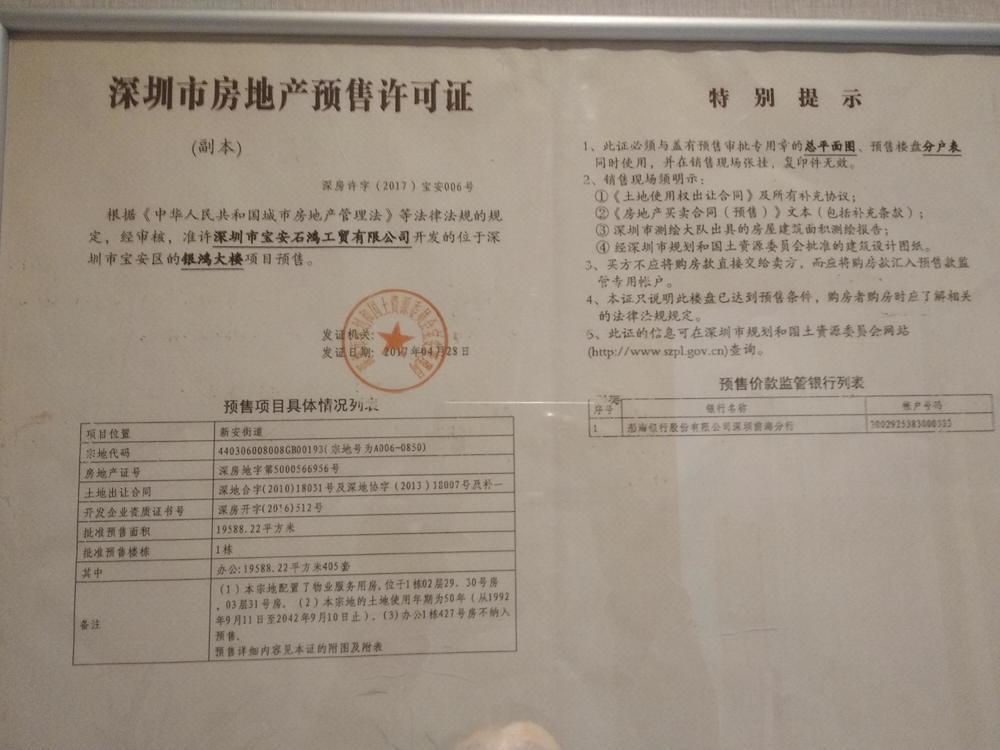 深圳市房地产预售许可证
(副本)
深房许字（2017）宝安006号
根据《中华人民共和国城市房地产管理法》等法律法规的规
定，经审核，准许深圳市宝安石鸿工贸有限公司开发的位于深
圳市宝安区的银鸿大楼项目预售。
发证机关：
发证日期：2017年04月28日
预售项目具体情况列表
项目位置 新安街道
宗地代码 440306008008GB00193(宗地号为A006-0850)
房地产证号 深房地字第5000566956号
土地出让合同 深地合字(2010)18031号及深地协字（2013）18007号及补一
开发企业资质证书号 深房开字(2016)512号
批准预售面积 19588.22平方米
批准预售楼栋 1栋
其中 办公:19588.22平方米405套
备注
（1）本宗地配置了物业服务用房,位于1栋02层29、30号房
，03层31号房。（2）本宗地的土地使用年期为50年（从1992
年9月11日至2042年9月10日止）。(3)办公1栋427号房不纳入
预售.
预售详细内容见本证的附图及附表
特别提示
1、此证必须与盖有预售审批专用章的总平面图、预售楼盘分户表
同时使用，并在销售现场张挂，复印件无效。
2、销售现场须明示：
①《土地使用权出让合同》及所有补充协议；
②《房地产买卖合同（预售）》文本（包括补充条款）；
③深圳市测绘大队出具的房屋建筑面积测绘报告；
④经深圳市规划和国土资源委员会批准的建筑设计图纸。
3、买方不应将购房款直接交给卖方，而应将购房款汇入预售款监
管专用帐户。
4、本证只说明此楼盘已达到预售条件，购房者购房时应了解相关
的法律法规规定。
5、此证的信息可在深圳市规划和国土资源委员会网站
(http://www.szpl.gov.cn)查询。
预售价款监管银行列表
序号 银行名称 帐户号码
1 渤海银行股份有限公司深圳前海分行